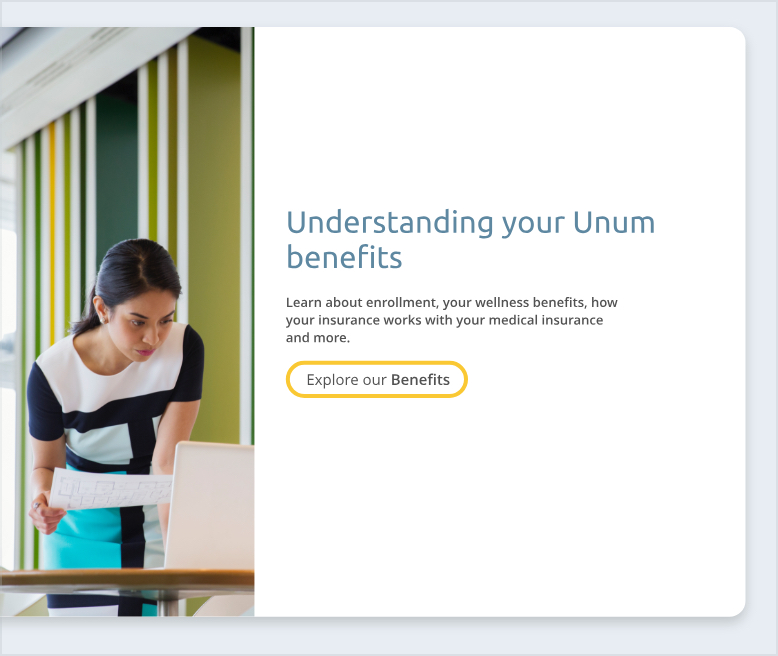 Understanding your Unum
benefits
Learn about enrollment, your wellness benefits, how
your insurance works with your medical insurance
and more.
Explore our Benefits